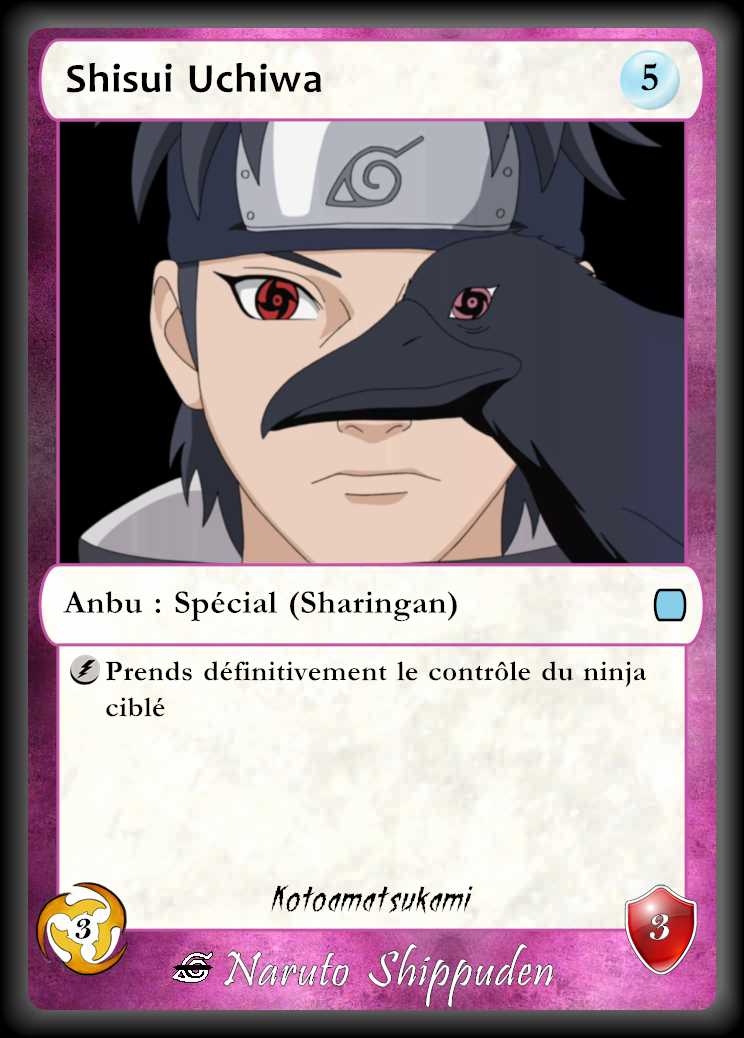 Shisui Uchiwa
5
Anbu : Spécial (Sharingan)
Prends définitivement le contrôle du ninja
ciblé
Kotoamatsukami
3
3
Naruto Shippuden